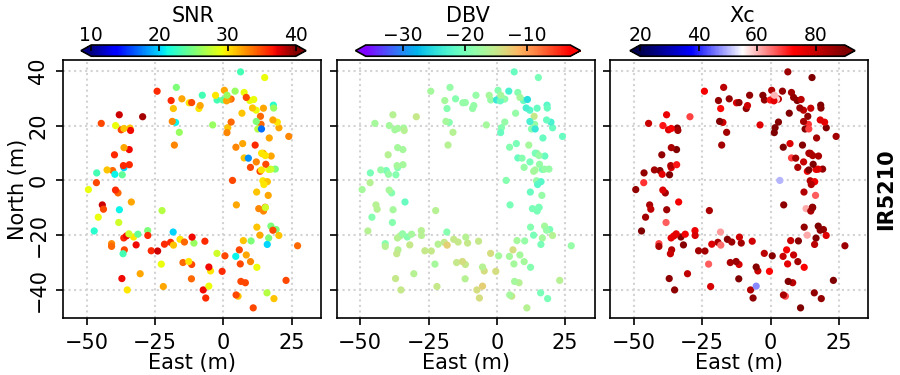 SNR DBV Xc
10 20 30 40 −30 −20 −10 20 40 60 80
40
20
0
−20
−40
North (m)
IR5210
−50 −25 0 25 −50 −25 0 25 −50 −25 0 25
East (m) East (m) East (m)